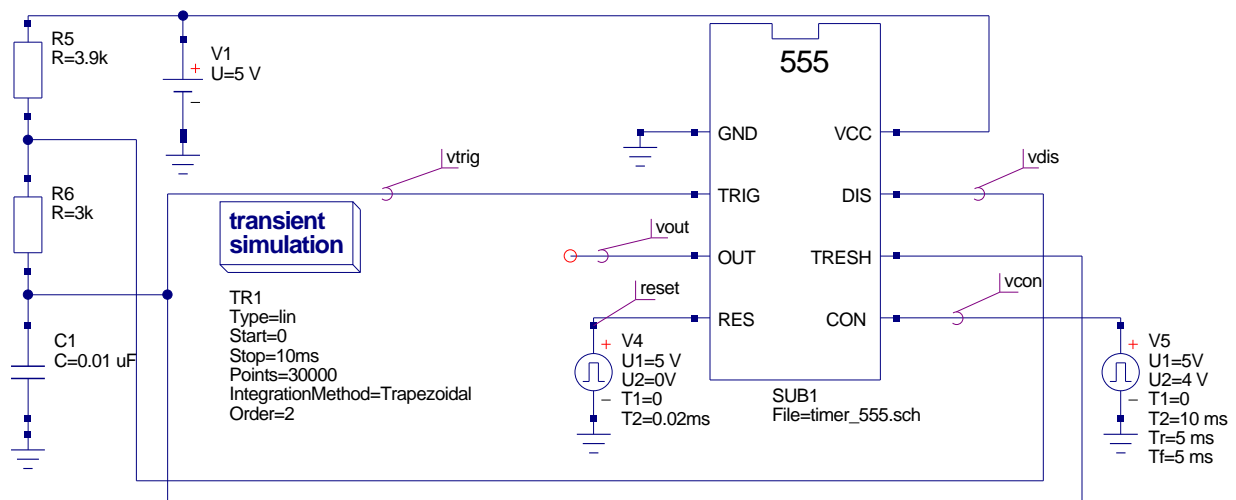 R5
R=3.9k
V1
U=5 V
555
GND
VCC
vtrig
vdis
TRIG
DIS
R6
R=3k
transient
simulation
vout
OUT
TRESH
reset
vcon
RES
CON
TR1
Type=lin
Start=0
Stop=10ms
Points=30000
IntegrationMethod=Trapezoidal
Order=2
C1
C=0.01 uF
V4
U1=5 V
U2=0V
T1=0
T2=0.02ms
SUB1
File=timer_555.sch
V5
U1=5V
U2=4 V
T1=0
T2=10 ms
Tr=5 ms
Tf=5 ms